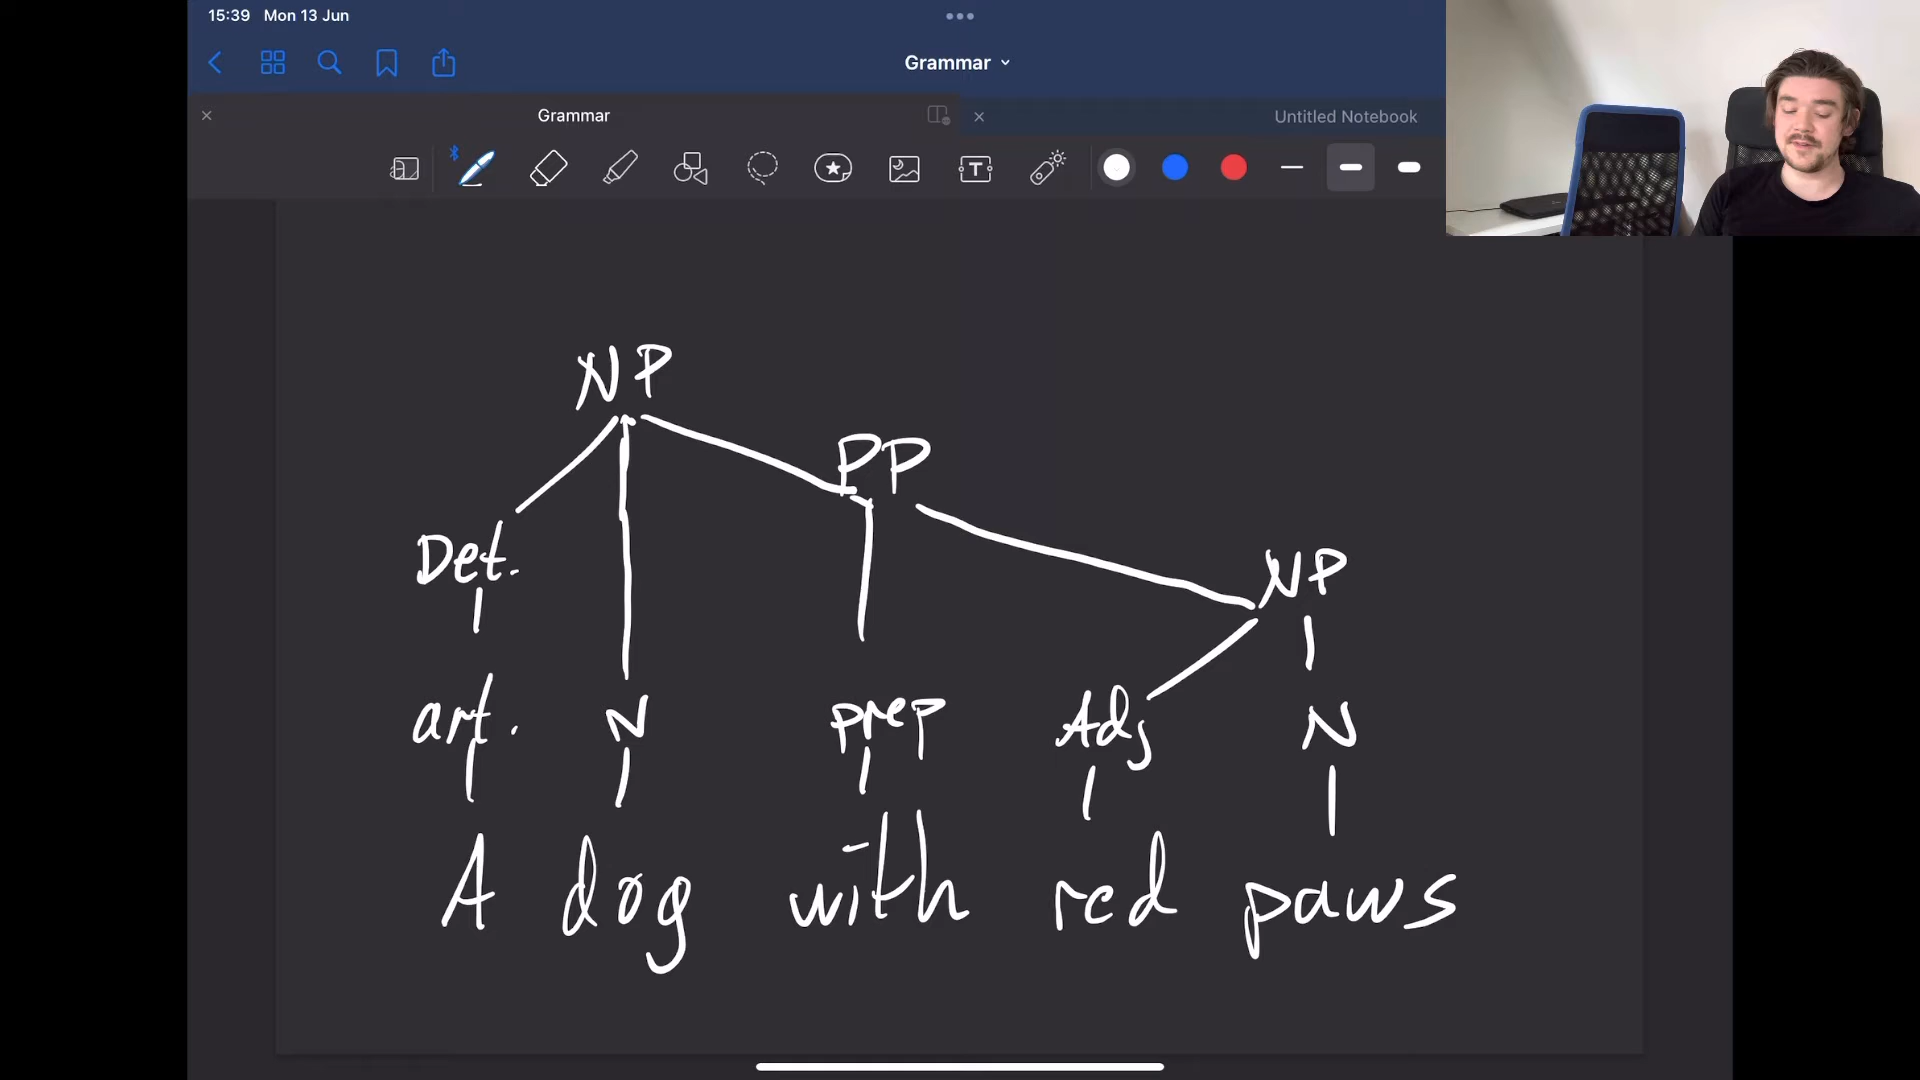 15:39 Mon 13 Jun
Grammar
Grammar
Untitled Notebook
T
NP
PP
Det. NP
art. N prep Adj N
A dog with red paws